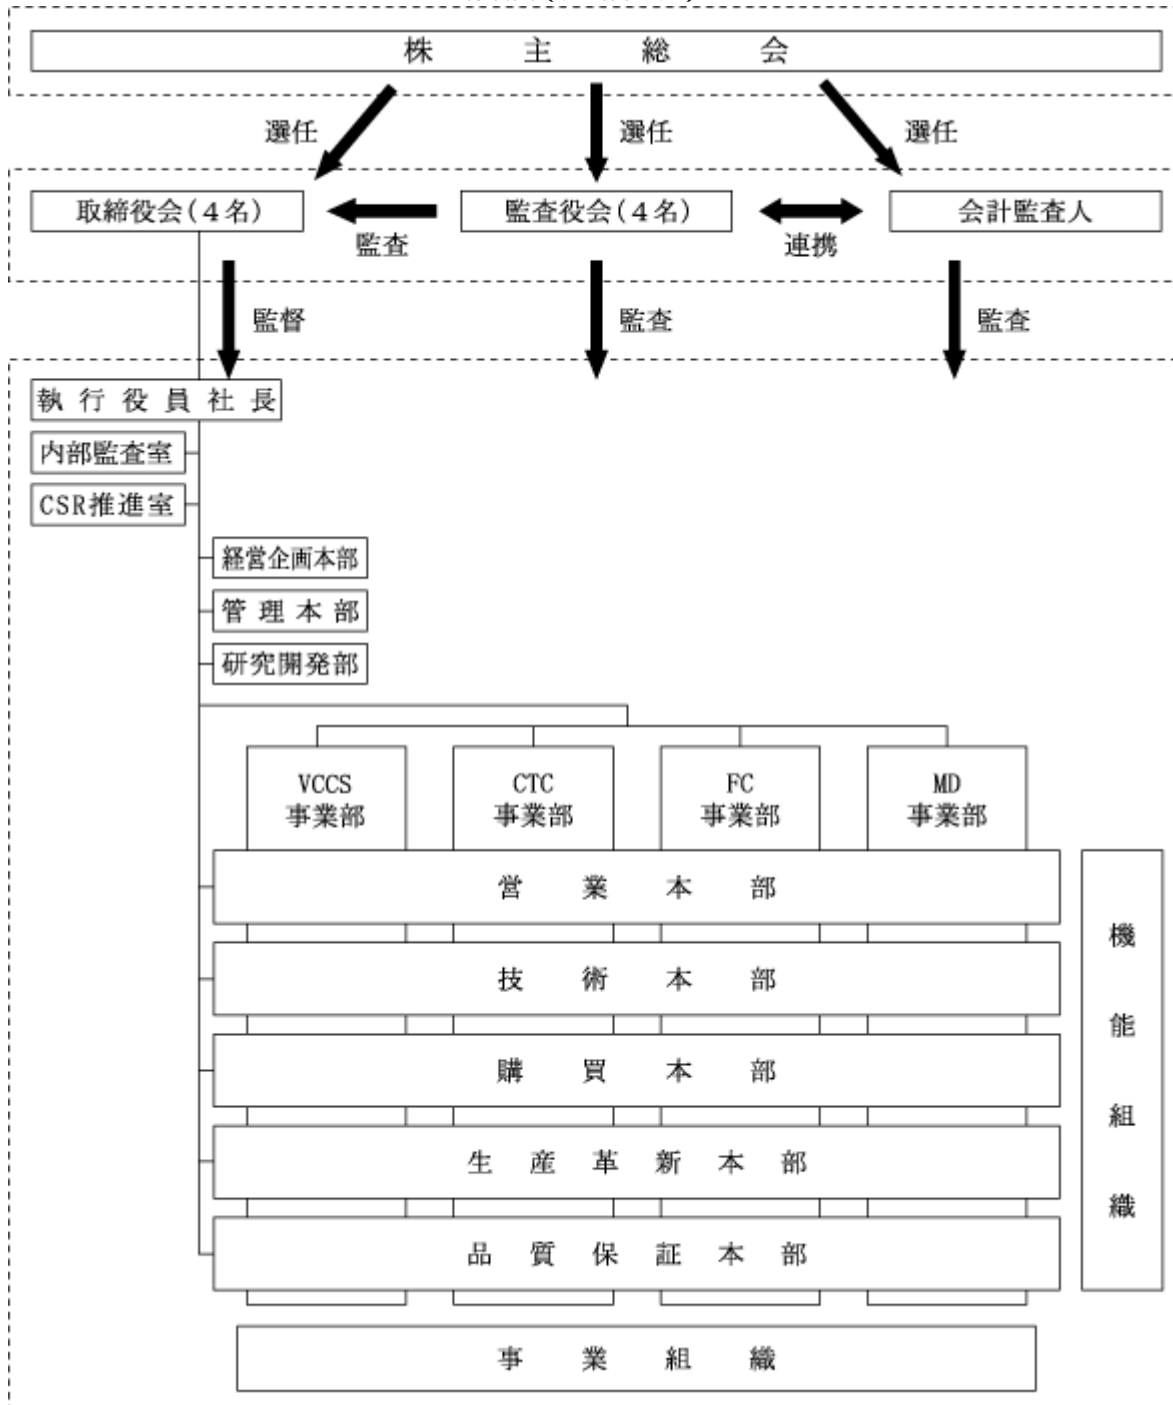 株主総会
選任
選任
選任
取締役会(4名)
監査役会(4名)
会計監査人
監査
連携
監督
監査
監査
執行役員社長
内部監査室
CSR推進室
経営企画本部
管理本部
研究開発部
VCCS
事業部
CTC
事業部
FC
事業部
MD
事業部
営業本部
技術本部
購買本部
生産革新本部
品質保証本部
機能組織
事業組織